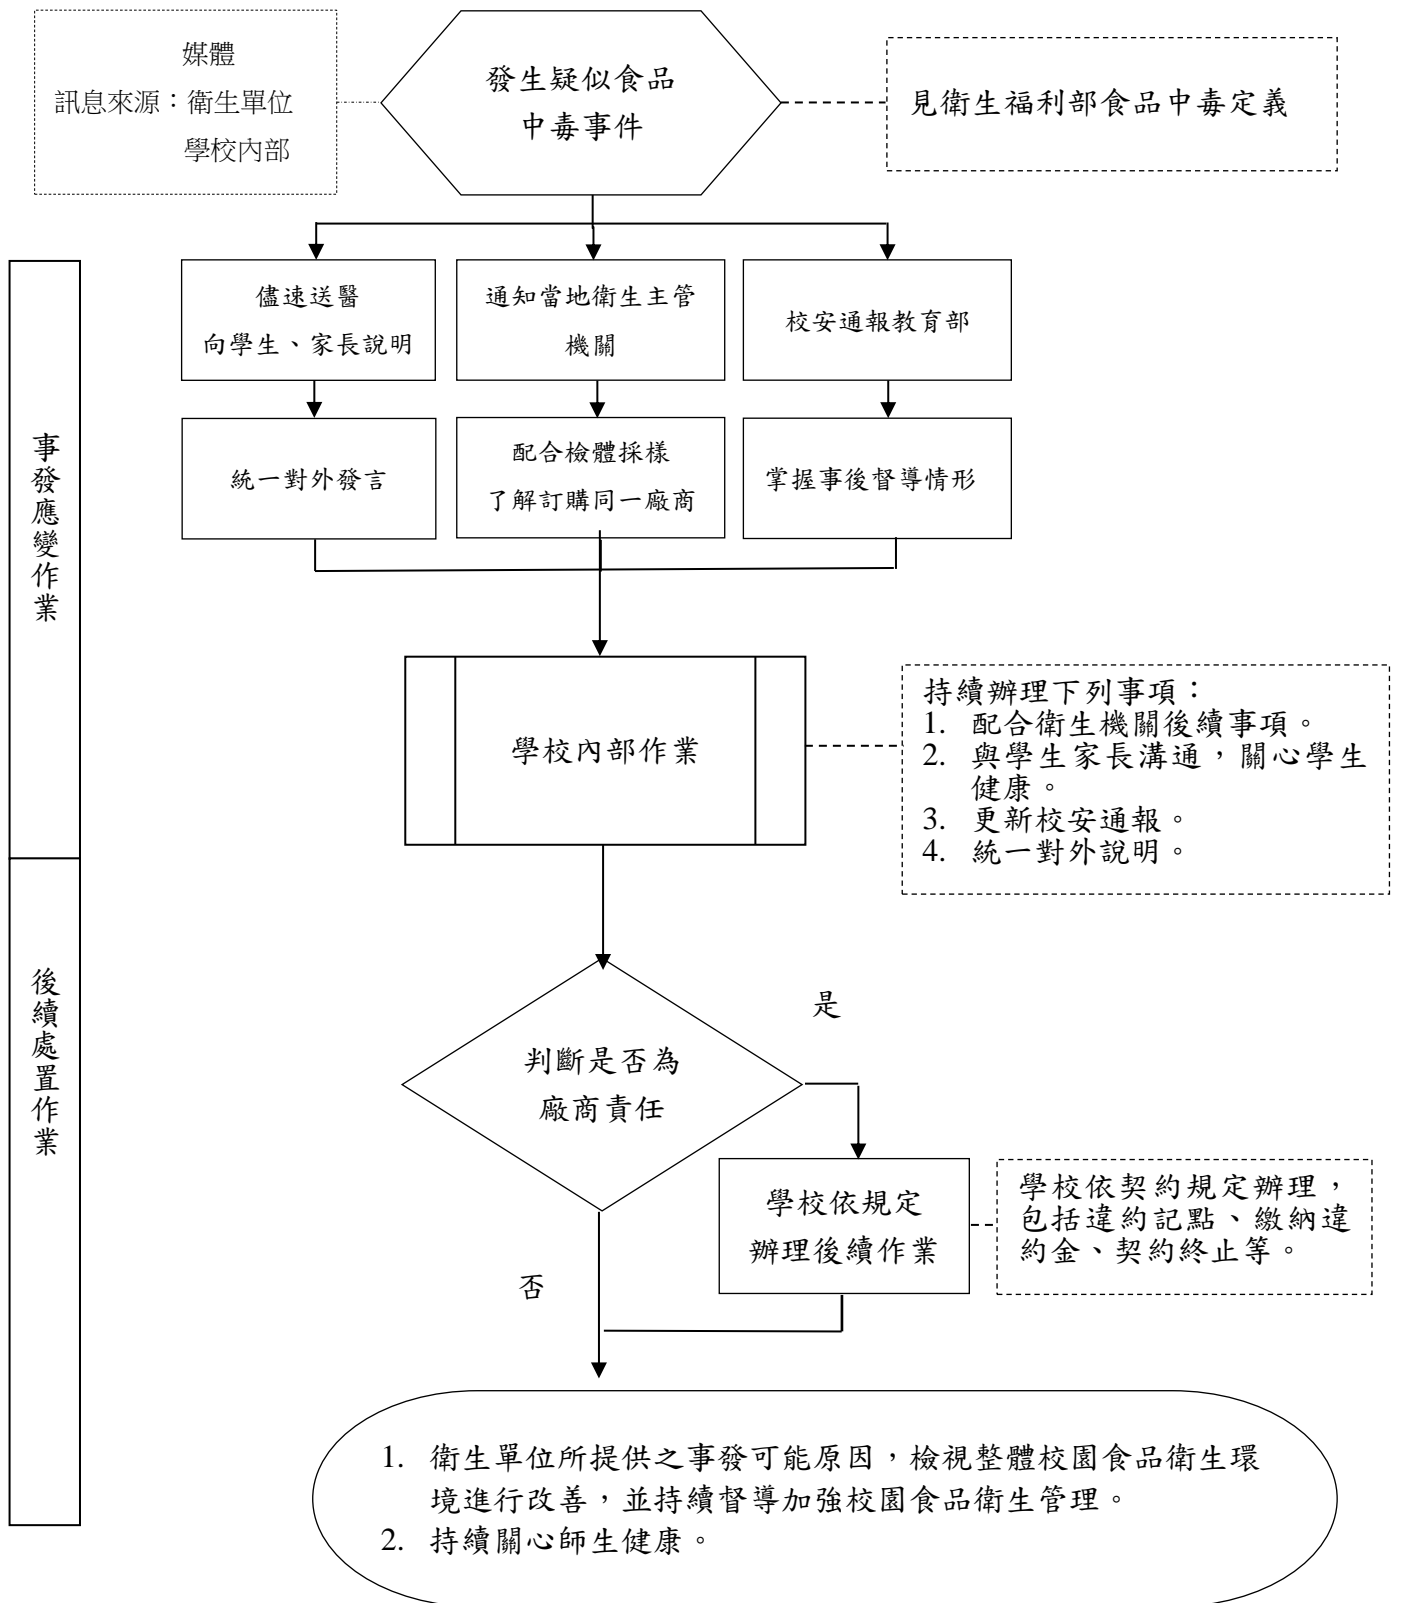 媒體
訊息來源：衛生單位
學校內部
發生疑似食品
中毒事件
見衛生福利部食品中毒定義
儘速送醫
向學生、家長說明
通知當地衛生主管
機關
校安通報教育部
統一對外發言
配合檢體採樣
了解訂購同一廠商
掌握事後督導情形
事發應變作業
學校內部作業
持續辦理下列事項：
1. 配合衛生機關後續事項。
2. 與學生家長溝通，關心學生
健康。
3. 更新校安通報。
4. 統一對外說明。
後續處置作業
判斷是否為
廠商責任
是
學校依規定
辦理後續作業
學校依契約規定辦理，
包括違約記點、繳納違
約金、契約終止等。
否
1. 衛生單位所提供之事發可能原因，檢視整體校園食品衛生環
境進行改善，並持續督導加強校園食品衛生管理。
2. 持續關心師生健康。